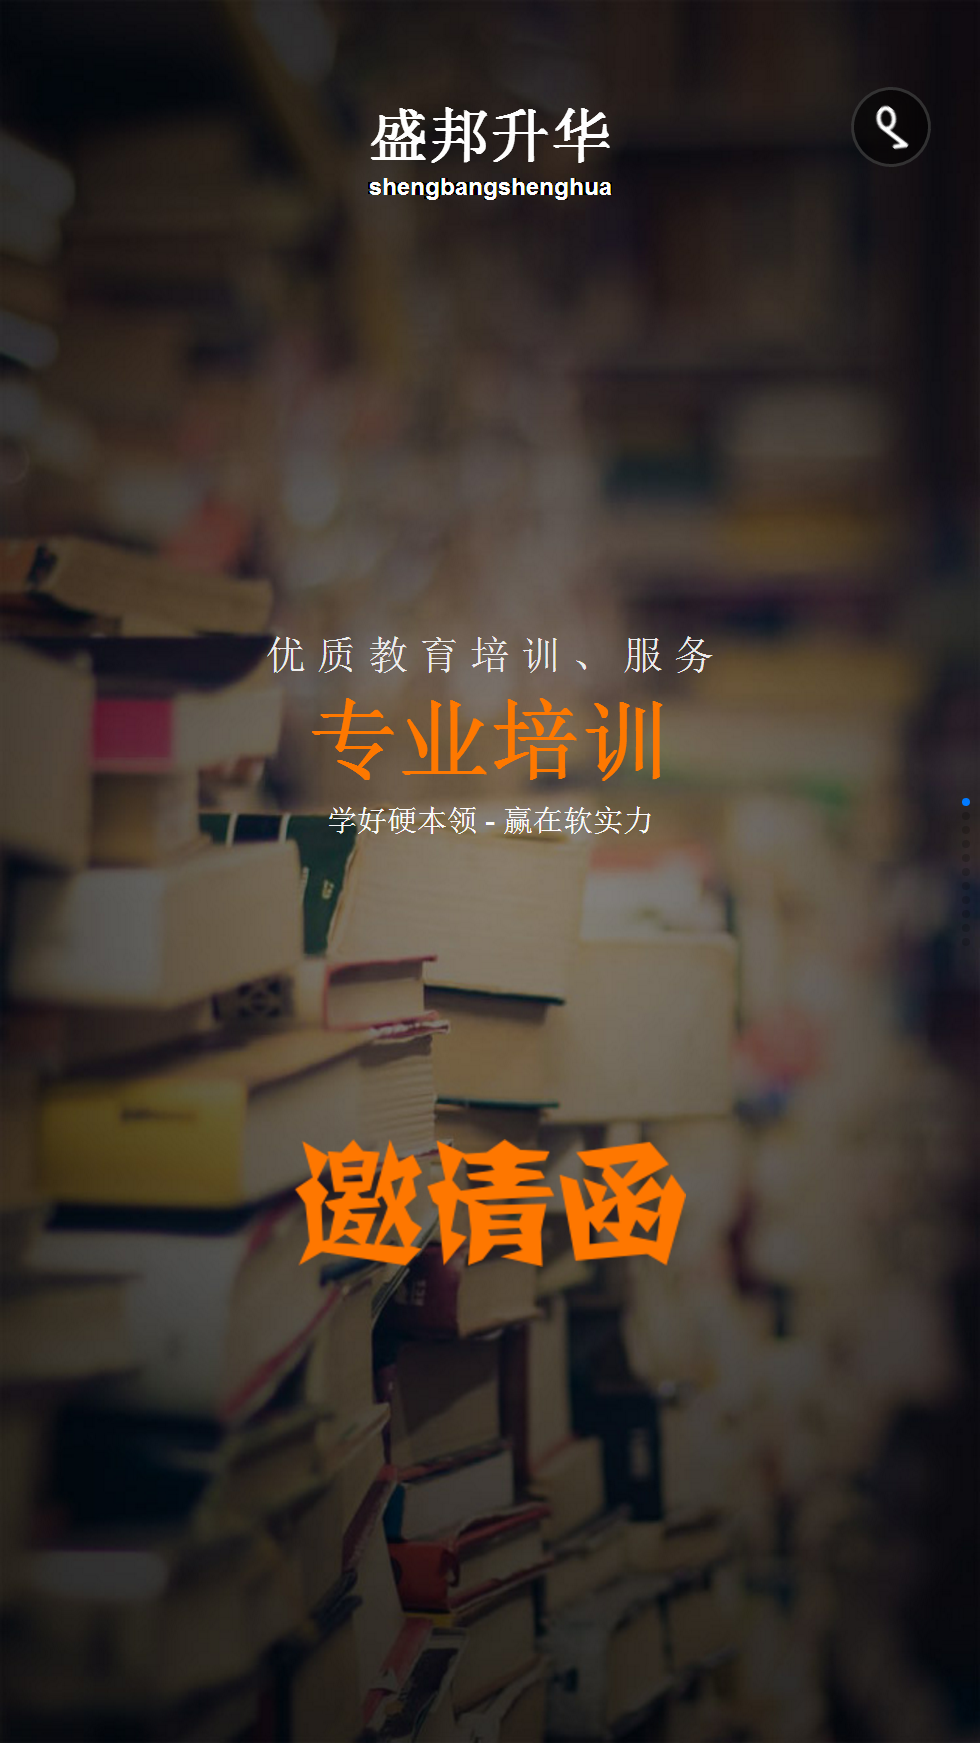 盛邦升华
shengbangshenghua
优质教育培训、服务
专业培训
学好硬本领 - 赢在软实力
邀请函